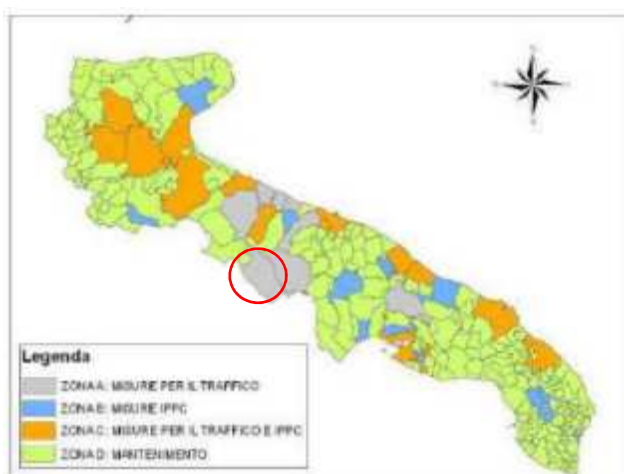 Legenda
ZONA A: MISURE PER IL TRAFFICO
ZONA B: MISURE IPPC
ZONA C: MISURE PER IL TRAFFICO E IPPC
ZONA D: MANTENIMENTO